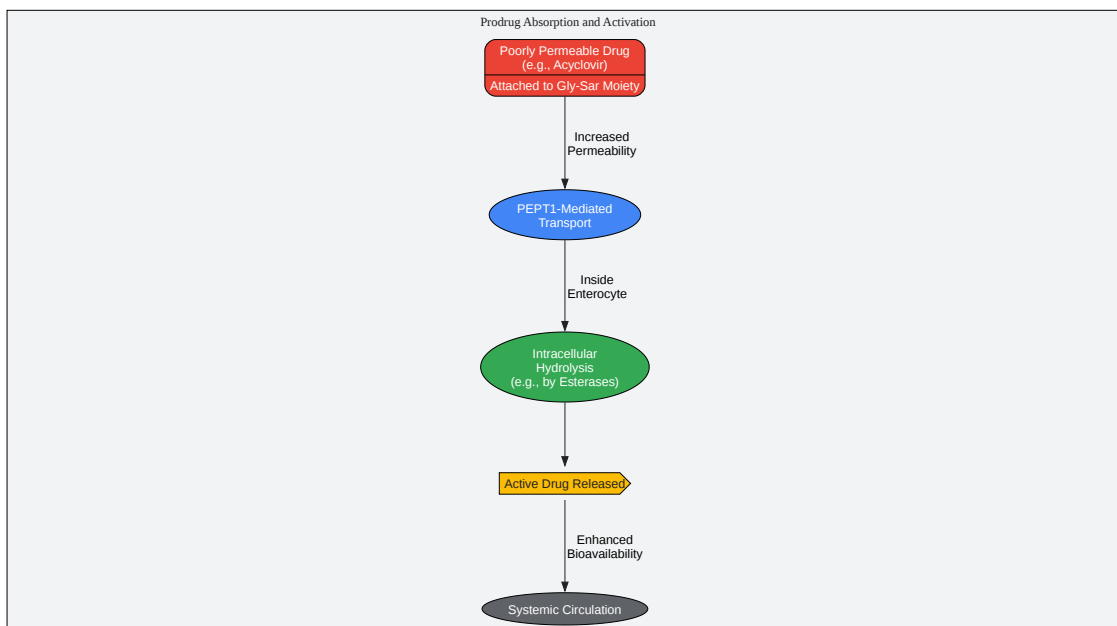 Prodrug Absorption and Activation
Poorly Permeable Drug
(e.g., Acyclovir)
Attached to Gly-Sar Moiety
Increased
Permeability
PEPT1-Mediated
Transport
Inside
Enterocyte
Intracellular
Hydrolysis
(e.g., by Esterases)
Active Drug Released
Enhanced
Bioavailability
Systemic Circulation